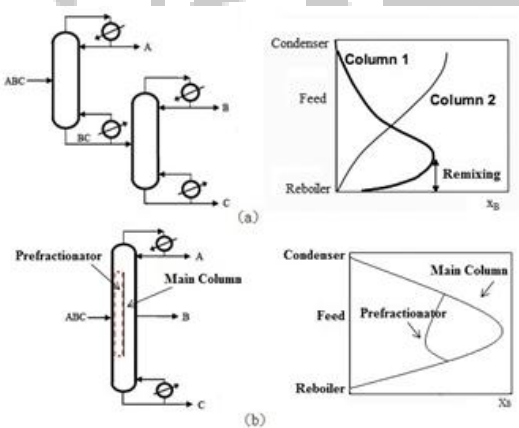 Condenser
Column 1
A
ABC
Feed
Column 2
B
BC
Remixing
Reboiler
C
X_B
(a)
Prefractionator
A
Main Column
ABC
B
C
Condenser
Main Column
Feed
Prefractionator
Reboiler
X_B
(b)